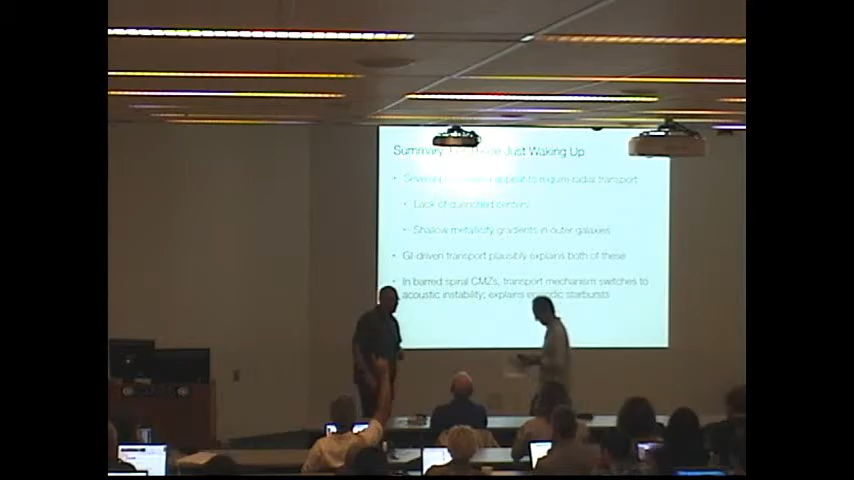 Summary Just Waking Up
• Several appear to require radial transport
• Lack of quenched centers
• Shallow metallicity gradients in outer galaxies
• GI-driven transport plausibly explains both of these
• In barred spiral CMZs, transport mechanism switches to
acoustic instability; explains episodic starbursts